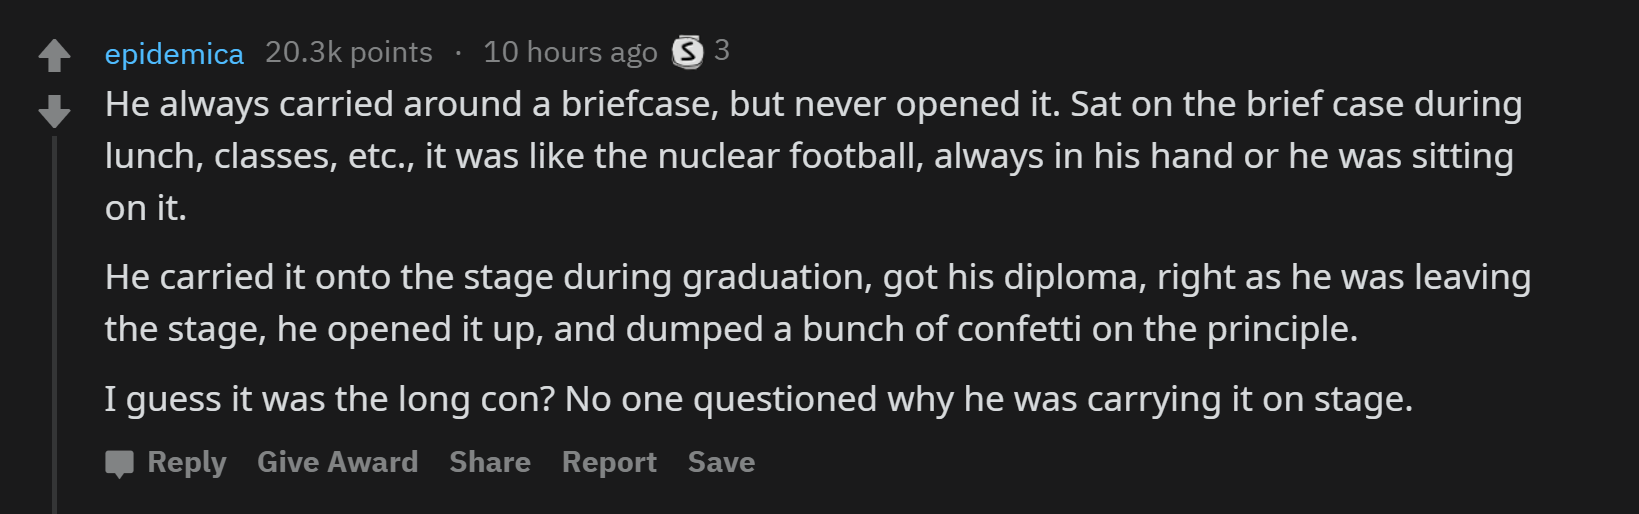 epidemica 20.3k points · 10 hours ago S 3
He always carried around a briefcase, but never opened it. Sat on the brief case during
lunch, classes, etc., it was like the nuclear football, always in his hand or he was sitting
on it.
He carried it onto the stage during graduation, got his diploma, right as he was leaving
the stage, he opened it up, and dumped a bunch of confetti on the principle.
I guess it was the long con? No one questioned why he was carrying it on stage.
Reply Give Award Share Report Save